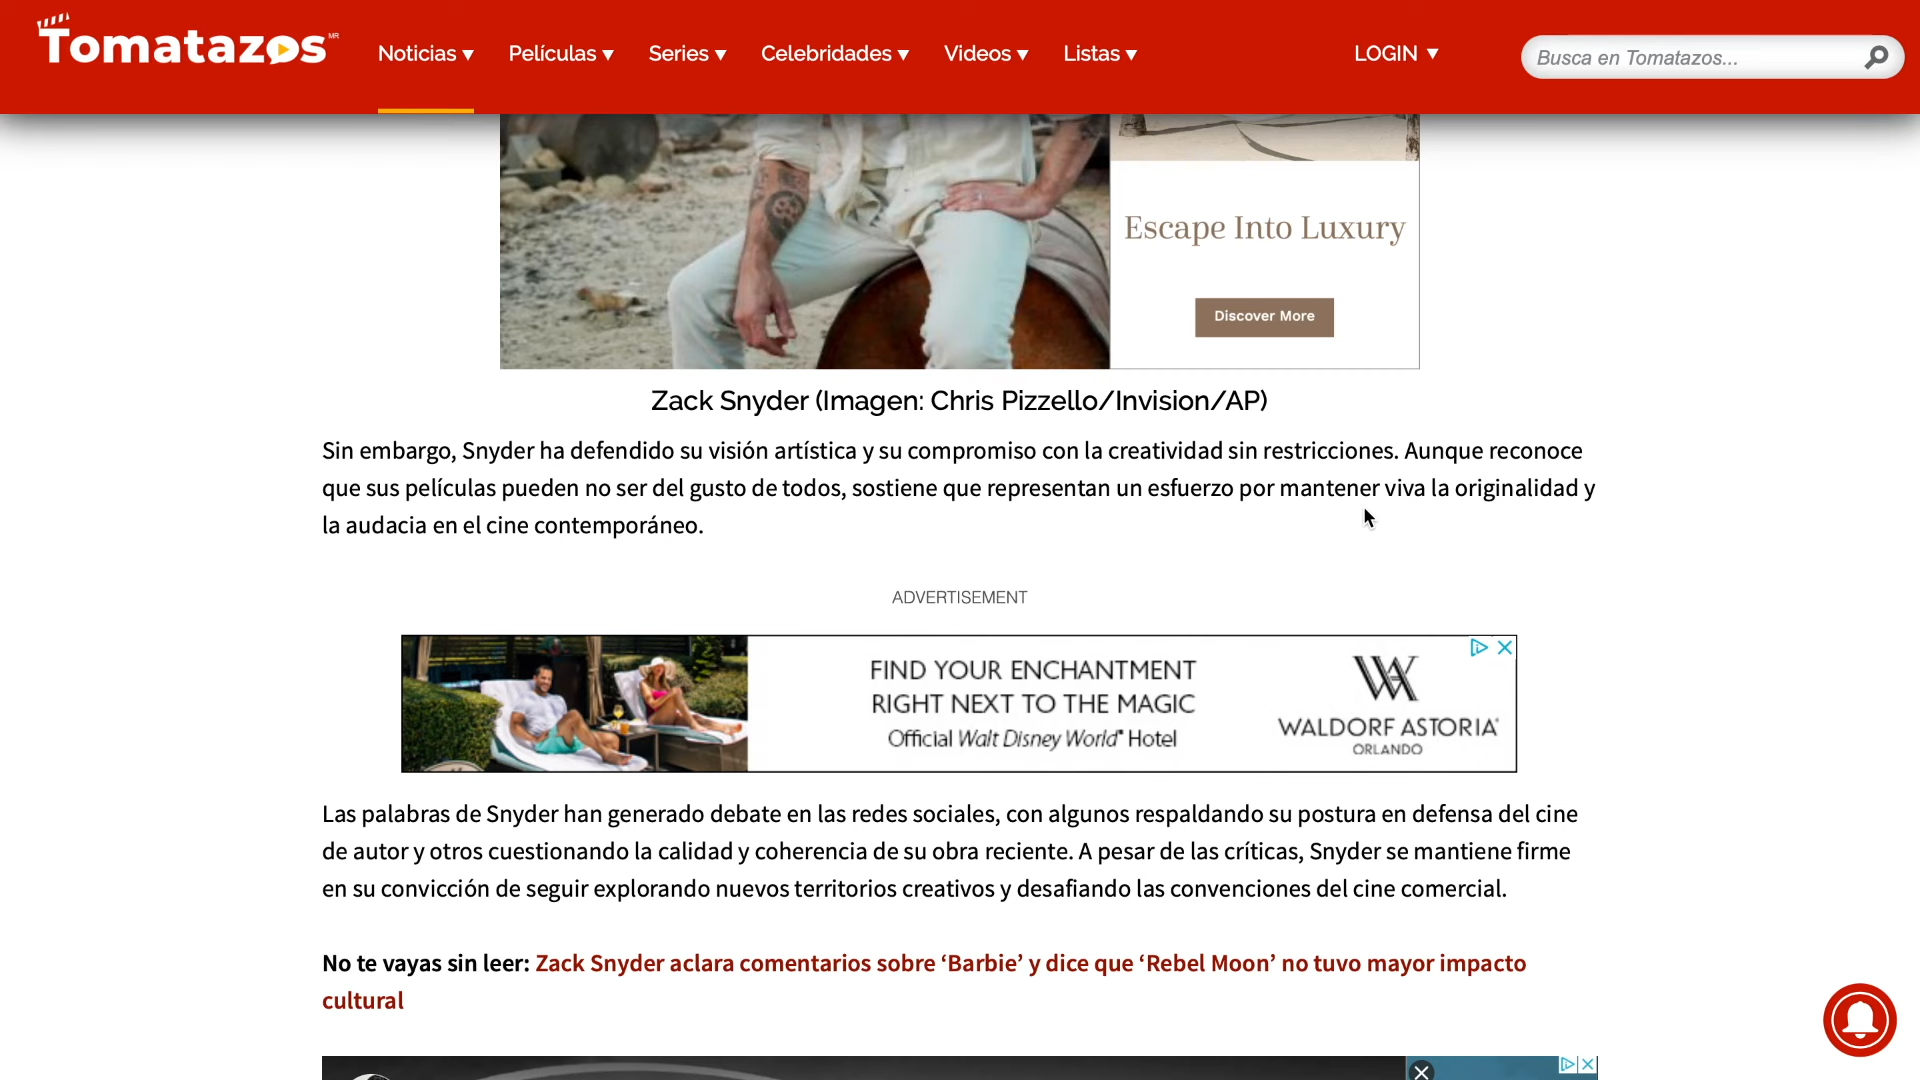 Tomatazos MR
Noticias ▼ Películas ▼ Series ▼ Celebridades ▼ Videos ▼ Listas ▼ LOGIN ▼ Busca en Tomatazos...
Escape Into Luxury
Discover More
Zack Snyder (Imagen: Chris Pizzello/Invision/AP)
Sin embargo, Snyder ha defendido su visión artística y su compromiso con la creatividad sin restricciones. Aunque reconoce
que sus películas pueden no ser del gusto de todos, sostiene que representan un esfuerzo por mantener viva la originalidad y
la audacia en el cine contemporáneo.
ADVERTISEMENT
FIND YOUR ENCHANTMENT
RIGHT NEXT TO THE MAGIC
Official Walt Disney World® Hotel
WALDORF ASTORIA®
ORLANDO
Las palabras de Snyder han generado debate en las redes sociales, con algunos respaldando su postura en defensa del cine
de autor y otros cuestionando la calidad y coherencia de su obra reciente. A pesar de las críticas, Snyder se mantiene firme
en su convicción de seguir explorando nuevos territorios creativos y desafiando las convenciones del cine comercial.
No te vayas sin leer: Zack Snyder aclara comentarios sobre ‘Barbie’ y dice que ‘Rebel Moon’ no tuvo mayor impacto
cultural